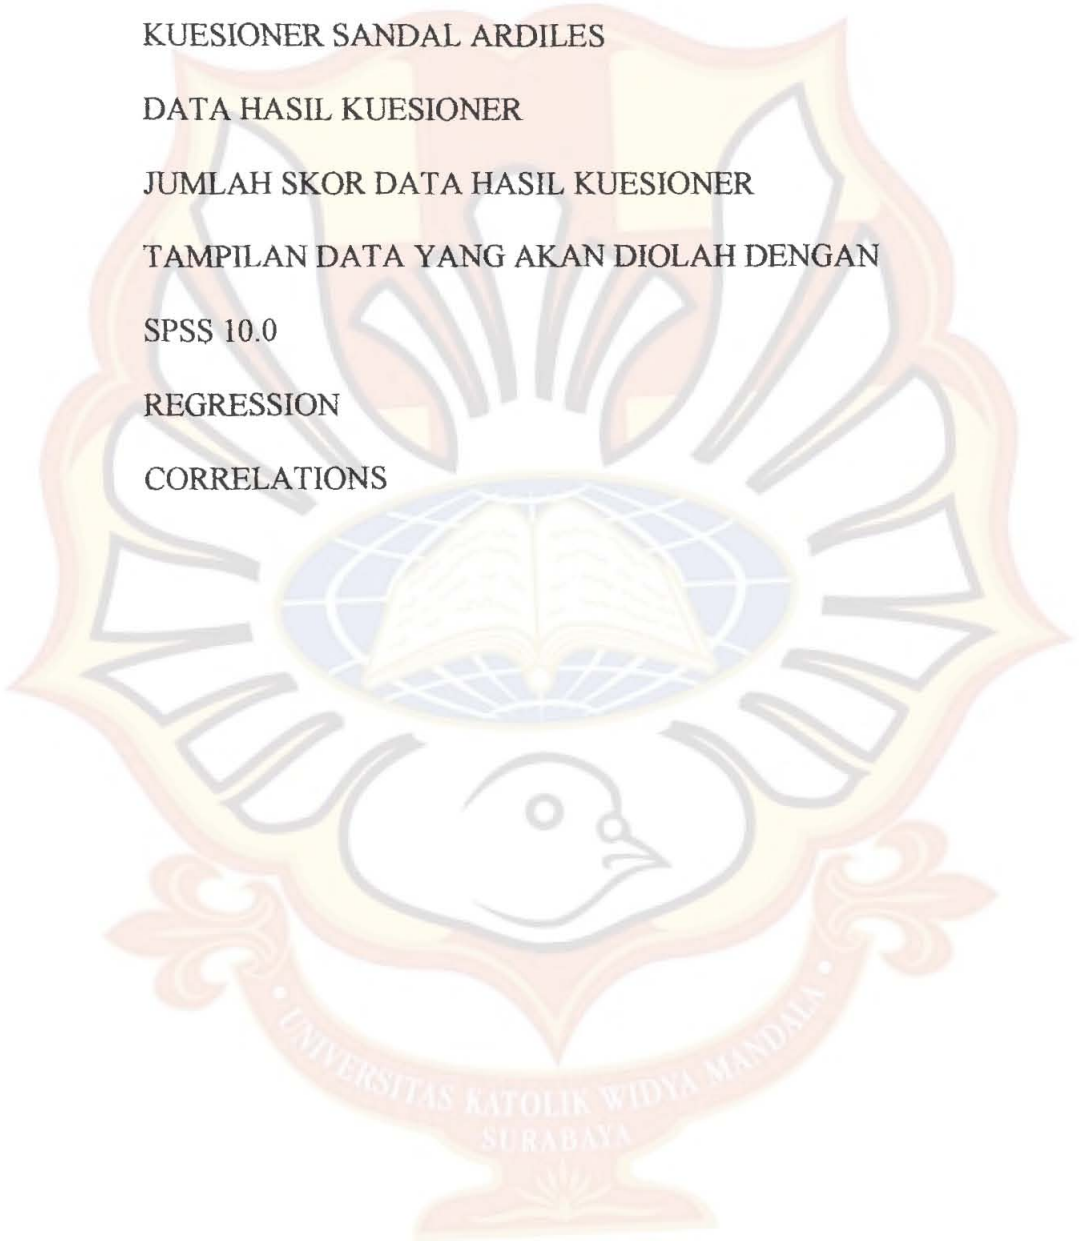 KUESIONER SANDAL ARDILES
DATA HASIL KUESIONER
JUMLAH SKOR DATA HASIL KUESIONER
TAMPILAN DATA YANG AKAN DIOLAH DENGAN
SPSS 10.0
REGRESSION
CORRELATIONS
• UNIVERSITAS KATOLIK WIDYA MANDALA •
SURABAYA